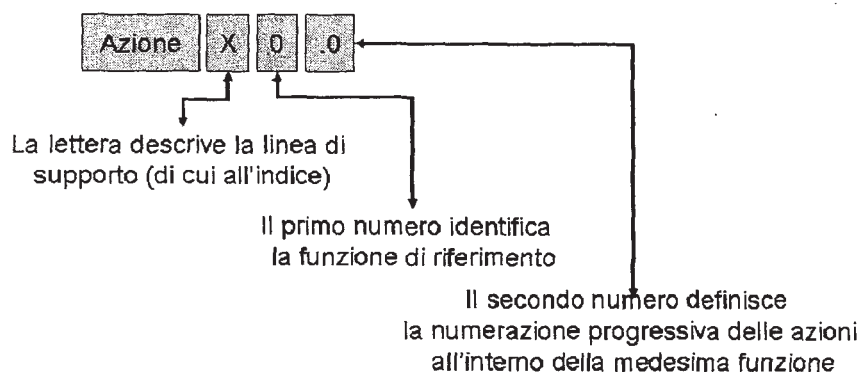 Azione X 0 .0
La lettera descrive la linea di
supporto (di cui all'indice)
Il primo numero identifica
la funzione di riferimento
Il secondo numero definisce
la numerazione progressiva delle azioni
all'interno della medesima funzione